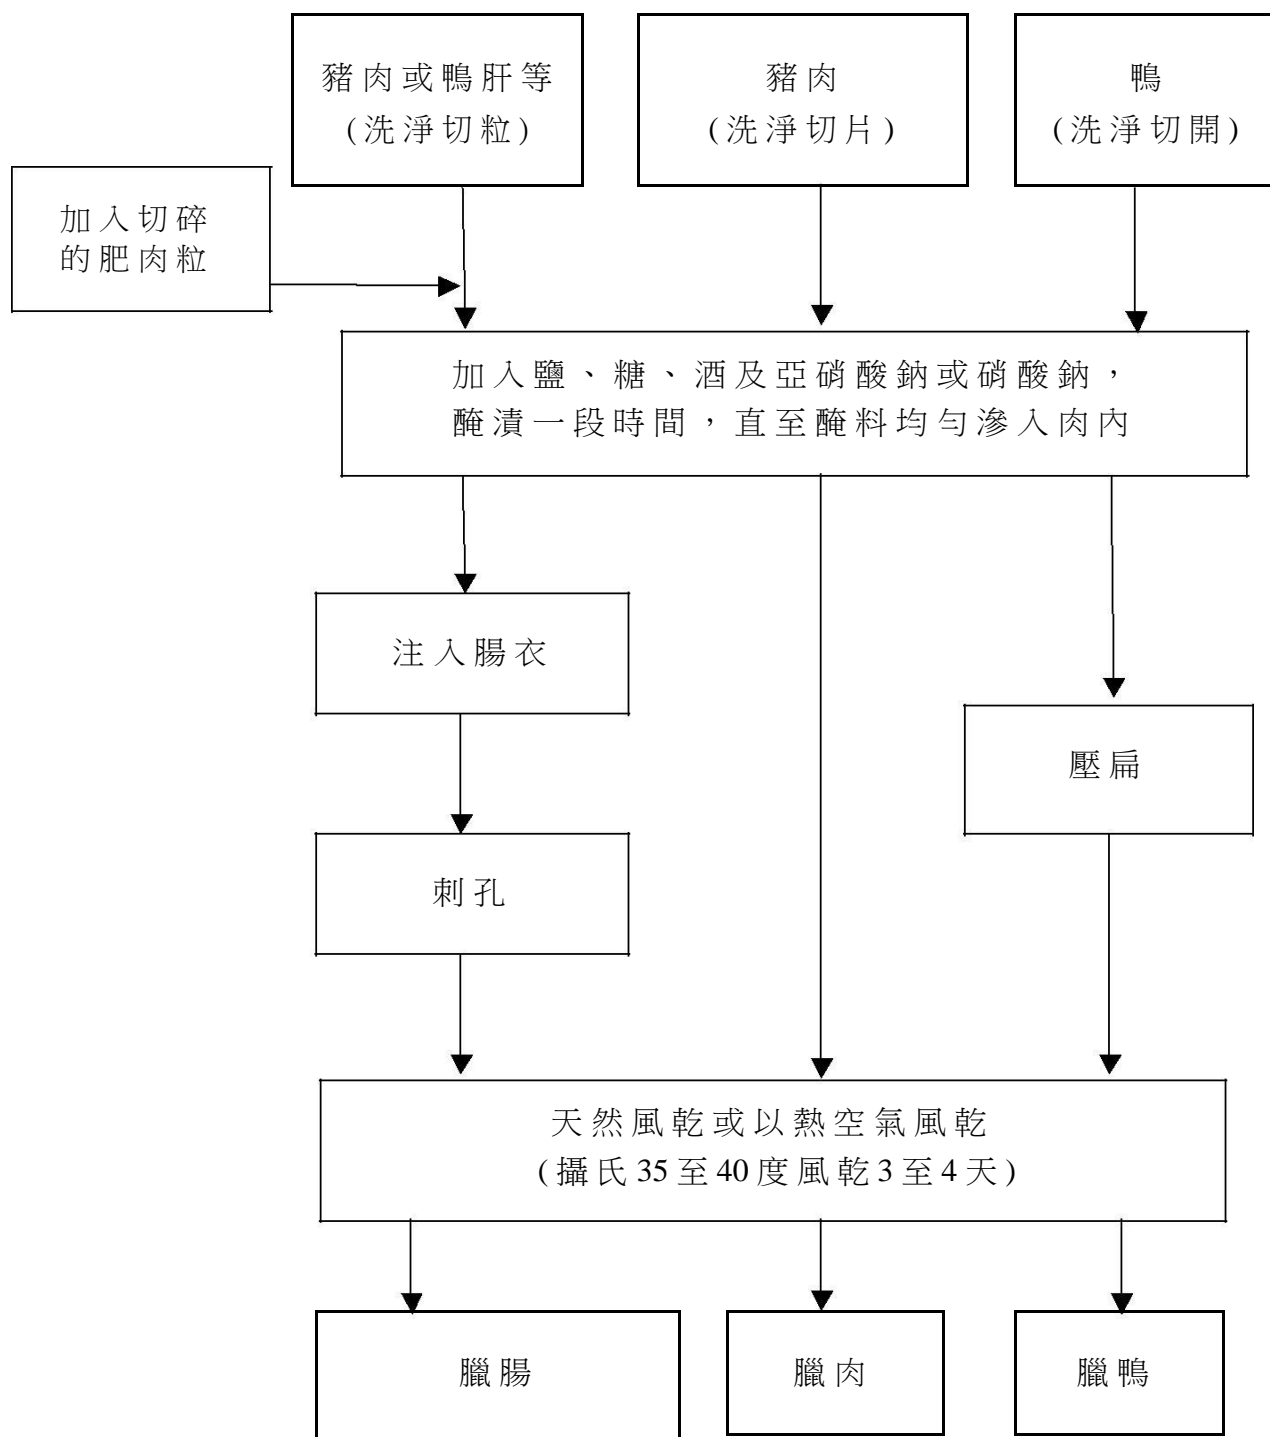 豬肉或鴨肝等
(洗淨切粒)
豬肉
(洗淨切片)
鴨
(洗淨切開)
加入切碎
的肥肉粒
加入鹽、糖、酒及亞硝酸鈉或硝酸鈉，
醃漬一段時間，直至醃料均勻滲入肉內
注入腸衣
壓扁
刺孔
天然風乾或以熱空氣風乾
(攝氏35至40度風乾3至4天)
臘腸
臘肉
臘鴨